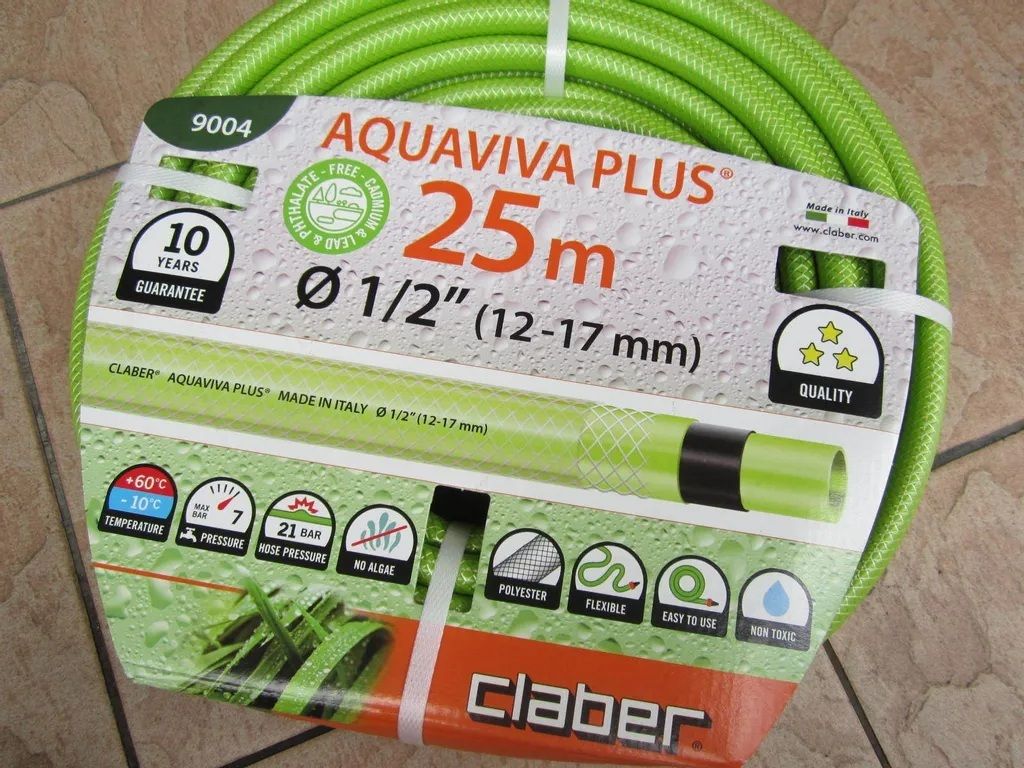 9004
AQUAVIVA PLUS®
PHTHALATE - FREE - CADMIUM & LEAD &
25m
Ø 1/2" (12-17 mm)
Made in Italy
www.claber.com
10
YEARS
GUARANTEE
QUALITY
CLABER® AQUAVIVA PLUS® MADE IN ITALY Ø 1/2" (12-17 mm)
+60°C
-10°C
TEMPERATURE
MAX
BAR
7
PRESSURE
21 BAR
HOSE PRESSURE
NO ALGAE
POLYESTER
FLEXIBLE
EASY TO USE
NON TOXIC
claber®